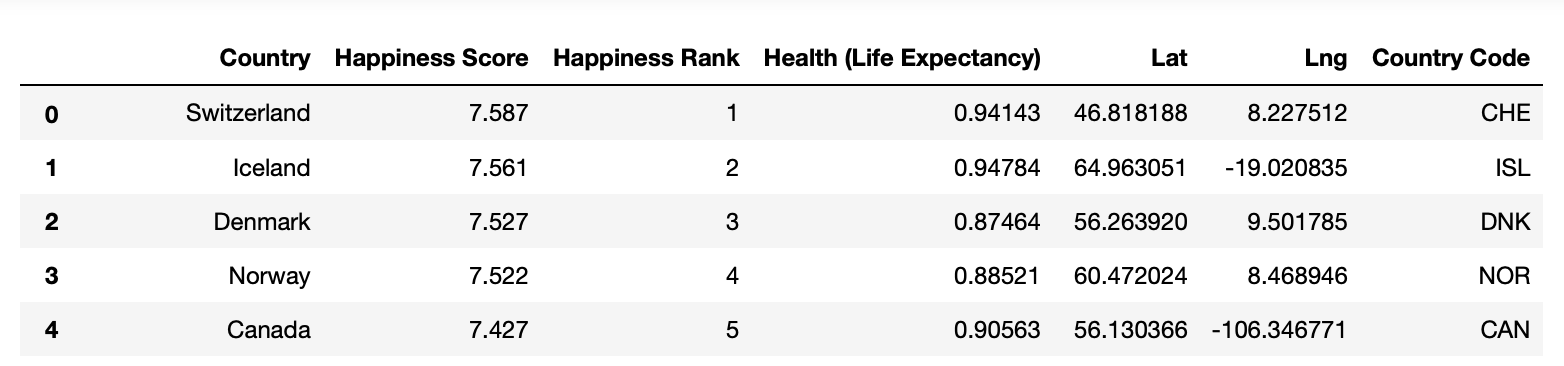 Country Happiness Score Happiness Rank Health (Life Expectancy) Lat Lng Country Code
0 Switzerland 7.587 1 0.94143 46.818188 8.227512 CHE
1 Iceland 7.561 2 0.94784 64.963051 -19.020835 ISL
2 Denmark 7.527 3 0.87464 56.263920 9.501785 DNK
3 Norway 7.522 4 0.88521 60.472024 8.468946 NOR
4 Canada 7.427 5 0.90563 56.130366 -106.346771 CAN